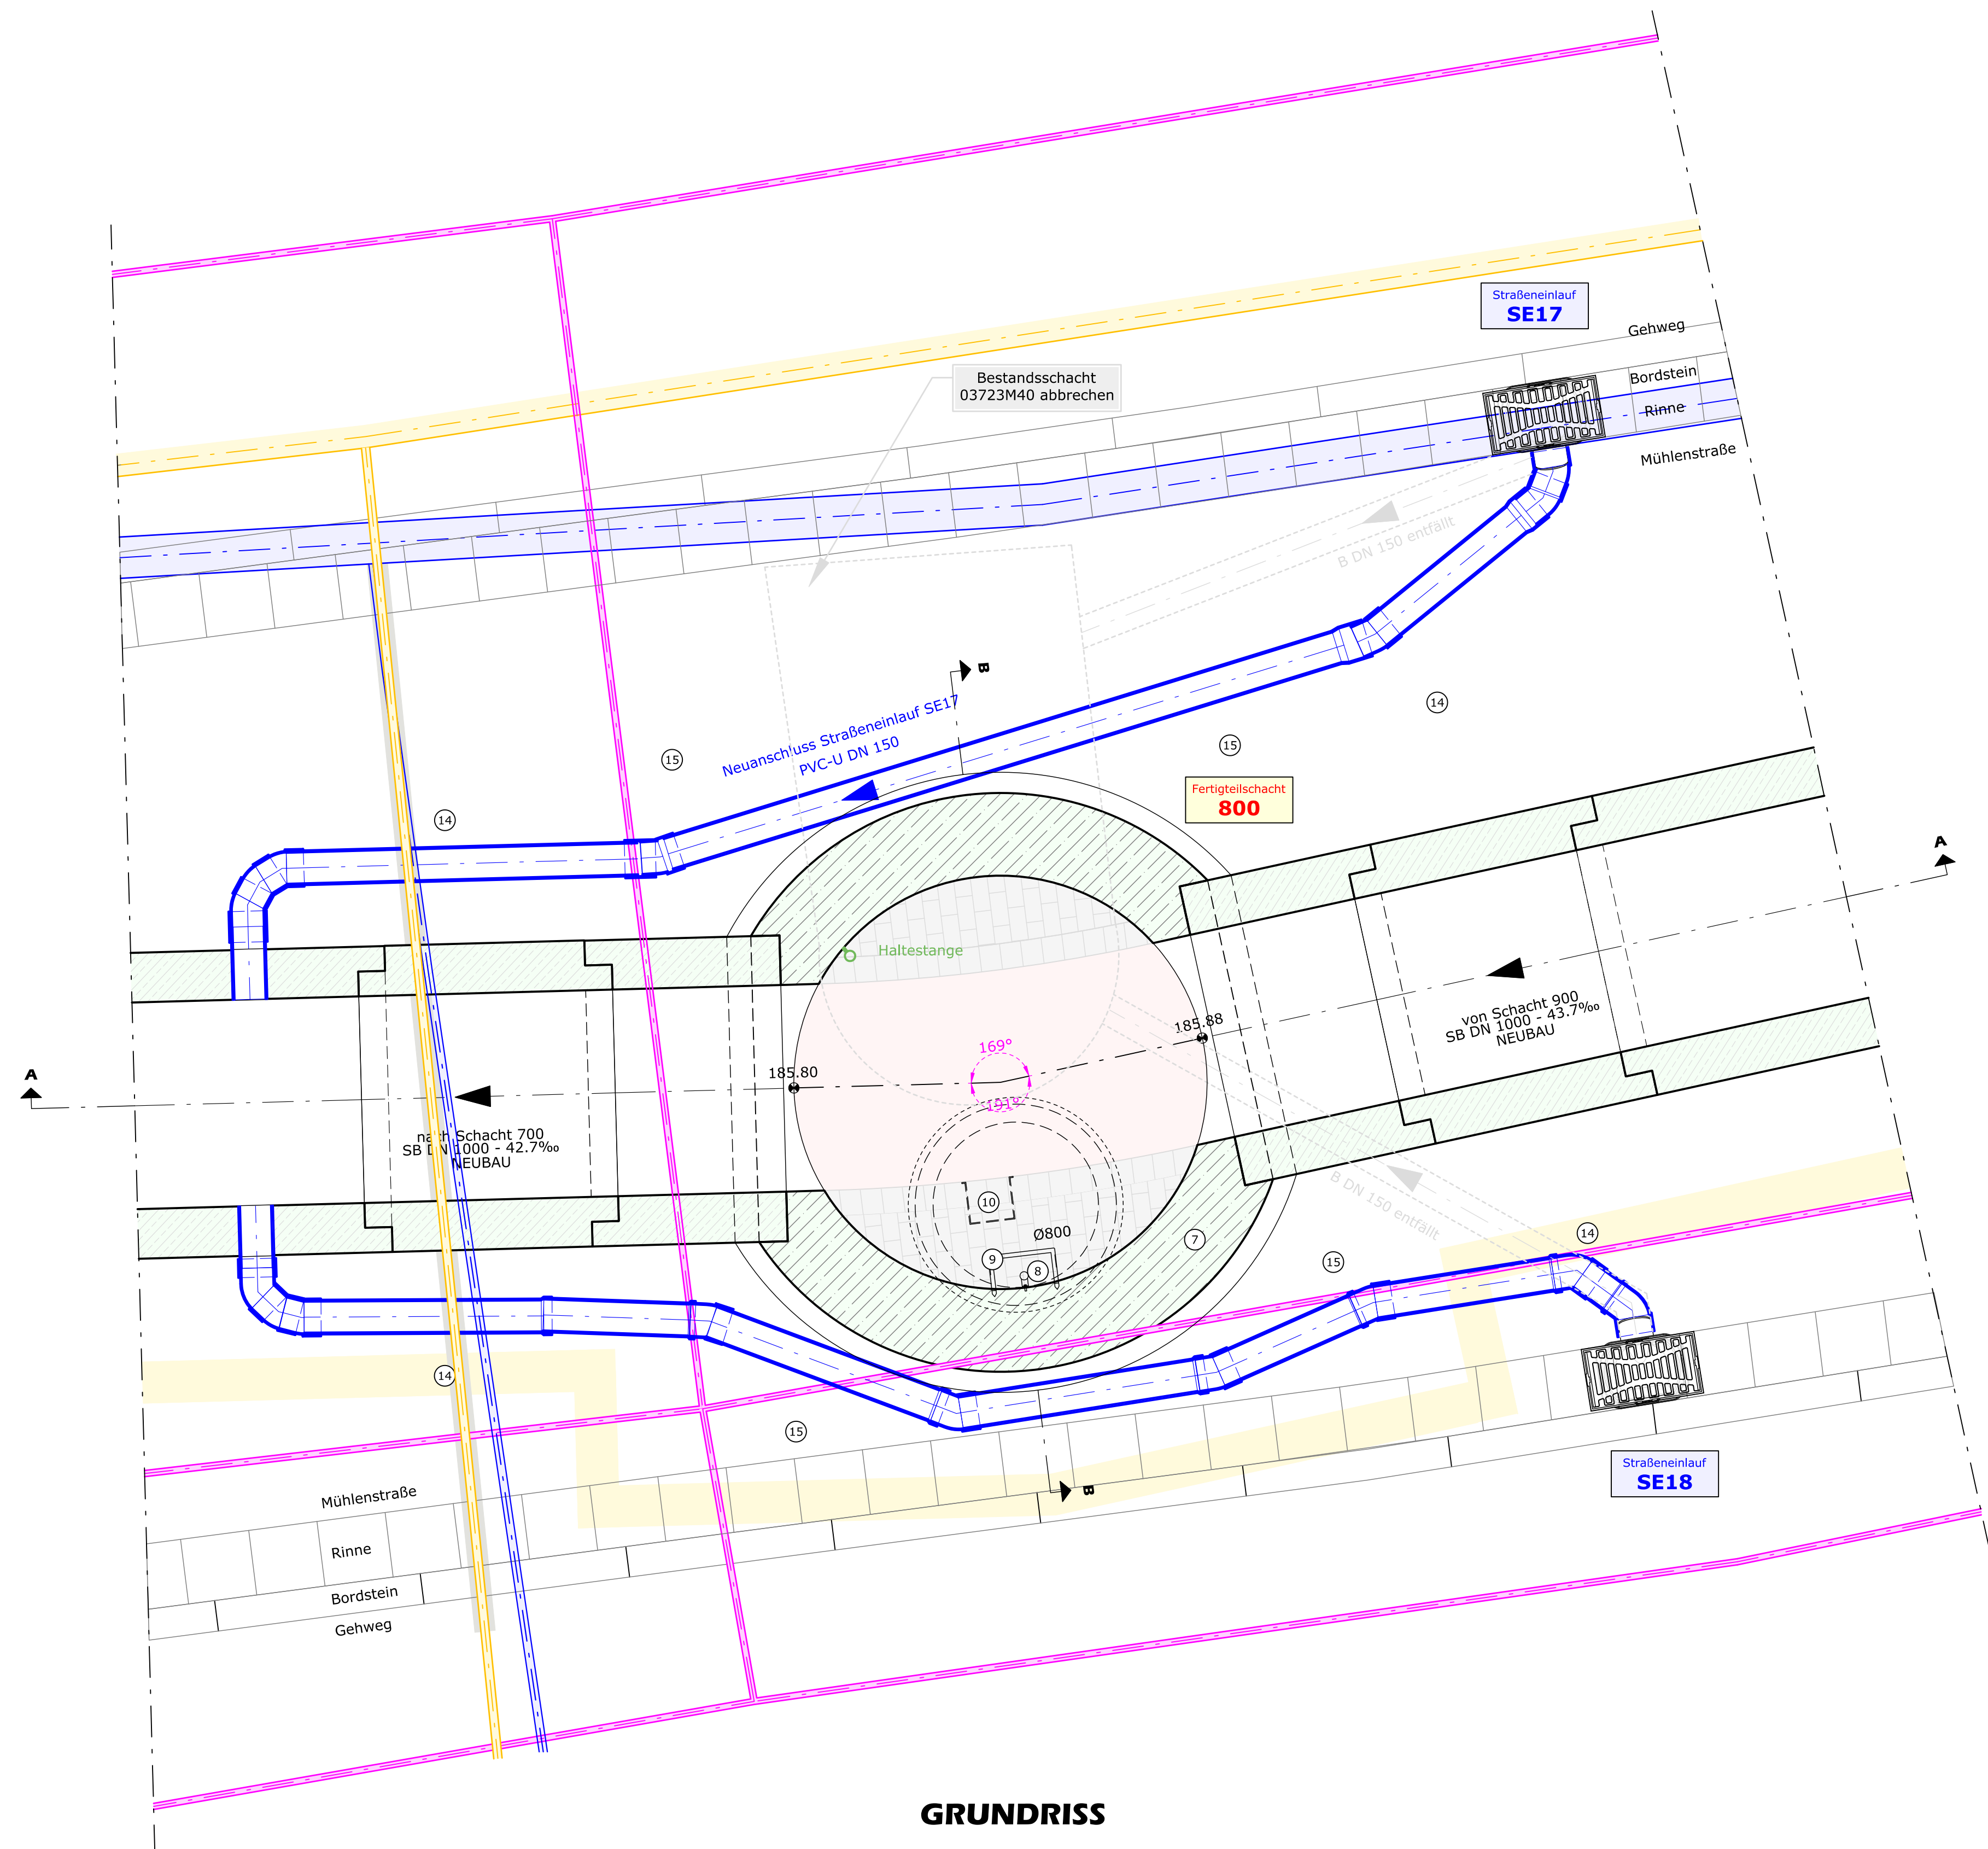 Straßeneinlauf
SE17
Gehweg
Bordstein
Rinne
Mühlenstraße
Bestandsschacht
03723M40 abbrechen
B DN 150 entfällt
B
Neuanschluss Straßeneinlauf SE17
PVC-U DN 150
14
15
15
14
Fertigteilschacht
800
A
Haltestange
von Schacht 900
SB DN 1000 - 43.7‰
NEUBAU
185.88
169°
185.80
191°
A
nach Schacht 700
SB DN 1000 - 42.7‰
NEUBAU
10
Ø800
7
9
8
B DN 150 entfällt
14
15
14
15
B
Straßeneinlauf
SE18
Mühlenstraße
Rinne
Bordstein
Gehweg
GRUNDRISS